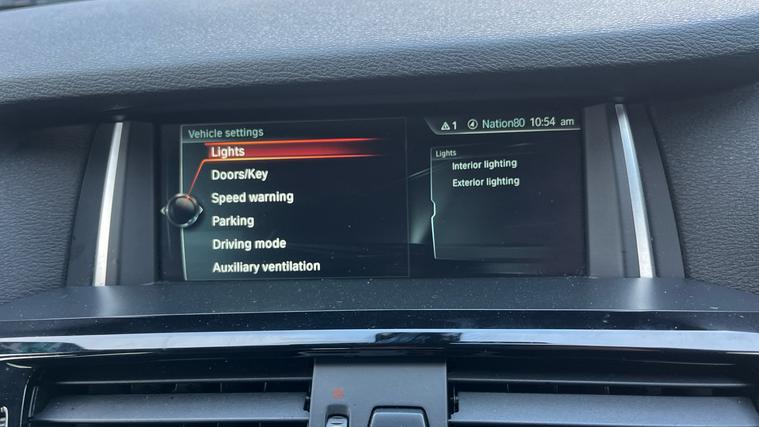 Vehicle settings
1 Nation80 10:54 am
Lights
Doors/Key
Speed warning
Parking
Driving mode
Auxiliary ventilation
Lights
Interior lighting
Exterior lighting